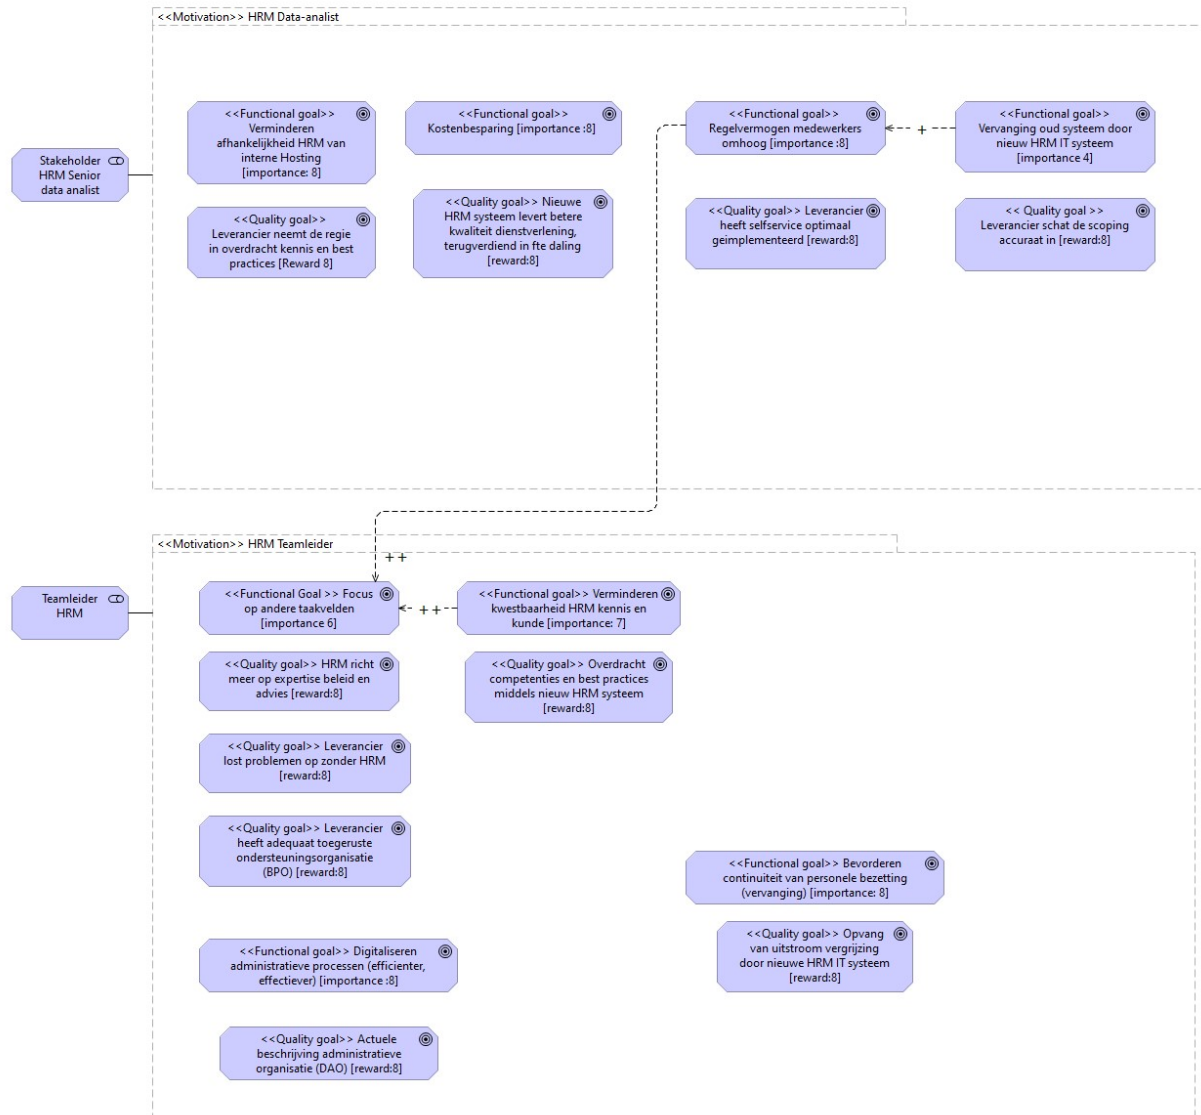 <<Motivation>> HRM Data-analist
Stakeholder
HRM Senior
data analist
<<Functional goal>>
Verminderen
afhankelijkheid HRM van
interne Hosting
[importance: 8]
<<Functional goal>>
Kostenbesparing [importance :8]
<<Functional goal>>
Regelvermogen medewerkers
omhoog [importance :8]
+
<<Functional goal>>
Vervanging oud systeem door
nieuw HRM IT systeem
[importance 4]
<<Quality goal>>
Leverancier neemt de regie
in overdracht kennis en best
practices [Reward 8]
<<Quality goal>> Nieuwe
HRM systeem levert betere
kwaliteit dienstverlening,
terugverdiend in fte daling
[reward:8]
<<Quality goal>> Leverancier
heeft selfservice optimaal
geimplementeerd [reward:8]
<< Quality goal >>
Leverancier schat de scoping
accuraat in [reward:8]
<<Motivation>> HRM Teamleider
++
Teamleider
HRM
<<Functional Goal >> Focus
op andere taakvelden
[importance 6]
++
<<Functional goal>> Verminderen
kwestbaarheid HRM kennis en
kunde [importance: 7]
<<Quality goal>> HRM richt
meer op expertise beleid en
advies [reward:8]
<<Quality goal>> Overdracht
competenties en best practices
middels nieuw HRM systeem
[reward:8]
<<Quality goal>> Leverancier
lost problemen op zonder HRM
[reward:8]
<<Quality goal>> Leverancier
heeft adequaat toegeruste
ondersteuningsorganisatie
(BPO) [reward:8]
<<Functional goal>> Bevorderen
continuiteit van personele bezetting
(vervanging) [importance: 8]
<<Quality goal>> Opvang
van uitstroom vergrijzing
door nieuwe HRM IT systeem
[reward:8]
<<Functional goal>> Digitaliseren
administratieve processen (efficienter,
effectiever) [importance :8]
<<Quality goal>> Actuele
beschrijving administratieve
organisatie (DAO) [reward:8]